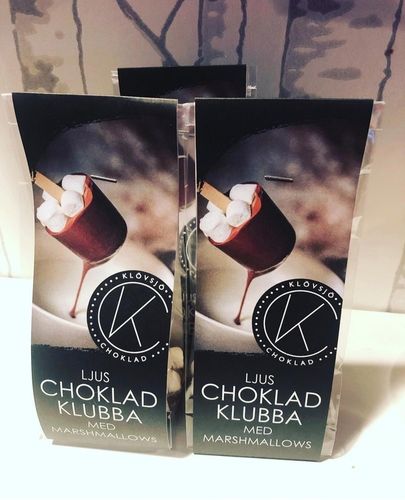 KLÖVSJÖ
K
CHOKLAD
LJUS
CHOKLAD
KLUBBA
MED
MARSHMALLOWS
KLÖVSJÖ
K
CHOKLAD
LJUS
CHOKLAD
KLUBBA
MED
MARSHMALLOWS